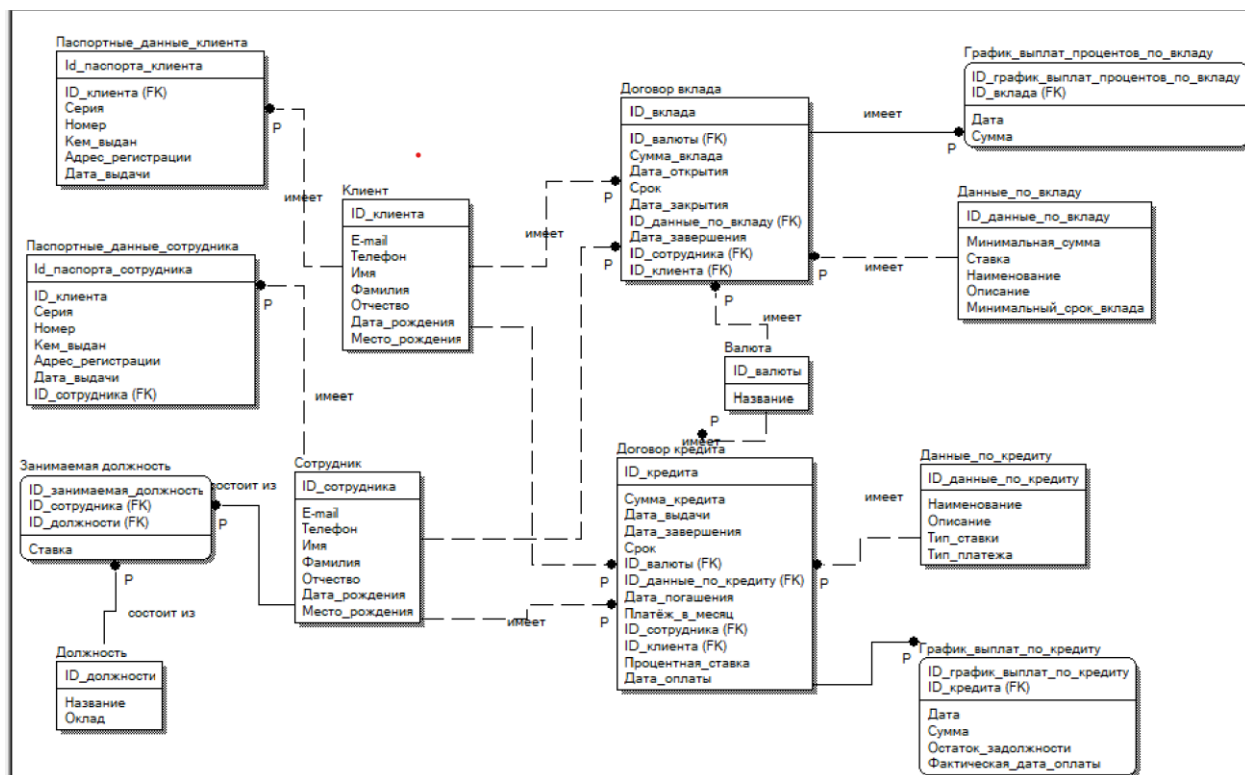 Паспортные_данные_клиента
Id_паспорта_клиента
ID_клиента (FK)
Серия
Номер
Кем_выдан
Адрес_регистрации
Дата_выдачи
P
имеет
Паспортные_данные_сотрудника
Id_паспорта_сотрудника
ID_клиента
Серия
Номер
Кем_выдан
Адрес_регистрации
Дата_выдачи
ID_сотрудника (FK)
P
имеет
Занимаемая должность
ID_занимаемая_должность
ID_сотрудника (FK)
ID_должности (FK)
Ставка
состоит из
P
P
состоит из
Должность
ID_должности
Название
Оклад
Клиент
ID_клиента
E-mail
Телефон
Имя
Фамилия
Отчество
Дата_рождения
Место_рождения
имеет
Сотрудник
ID_сотрудника
E-mail
Телефон
Имя
Фамилия
Отчество
Дата_рождения
Место_рождения
имеет
Договор вклада
ID_вклада
ID_валюты (FK)
Сумма_вклада
Дата_открытия
Срок
Дата_закрытия
ID_данные_по_вкладу (FK)
Дата_завершения
ID_сотрудника (FK)
ID_клиента (FK)
P
P
P
P
имеет
Валюта
ID_валюты
Название
P
имеет
Договор кредита
ID_кредита
Сумма_кредита
Дата_выдачи
Дата_завершения
Срок
ID_валюты (FK)
ID_данные_по_кредиту (FK)
Дата_погашения
Платёж_в_месяц
ID_сотрудника (FK)
ID_клиента (FK)
Процентная_ставка
Дата_оплаты
P
P
P
График_выплат_процентов_по_вкладу
ID_график_выплат_процентов_по_вкладу
ID_вклада (FK)
Дата
Сумма
имеет
P
Данные_по_вкладу
ID_данные_по_вкладу
Минимальная_сумма
Ставка
Наименование
Описание
Минимальный_срок_вклада
имеет
Данные_по_кредиту
ID_данные_по_кредиту
Наименование
Описание
Тип_ставки
Тип_платежа
имеет
P
График_выплат_по_кредиту
ID_график_выплат_по_кредиту
ID_кредита (FK)
Дата
Сумма
Остаток_задолжности
Фактическая_дата_оплаты